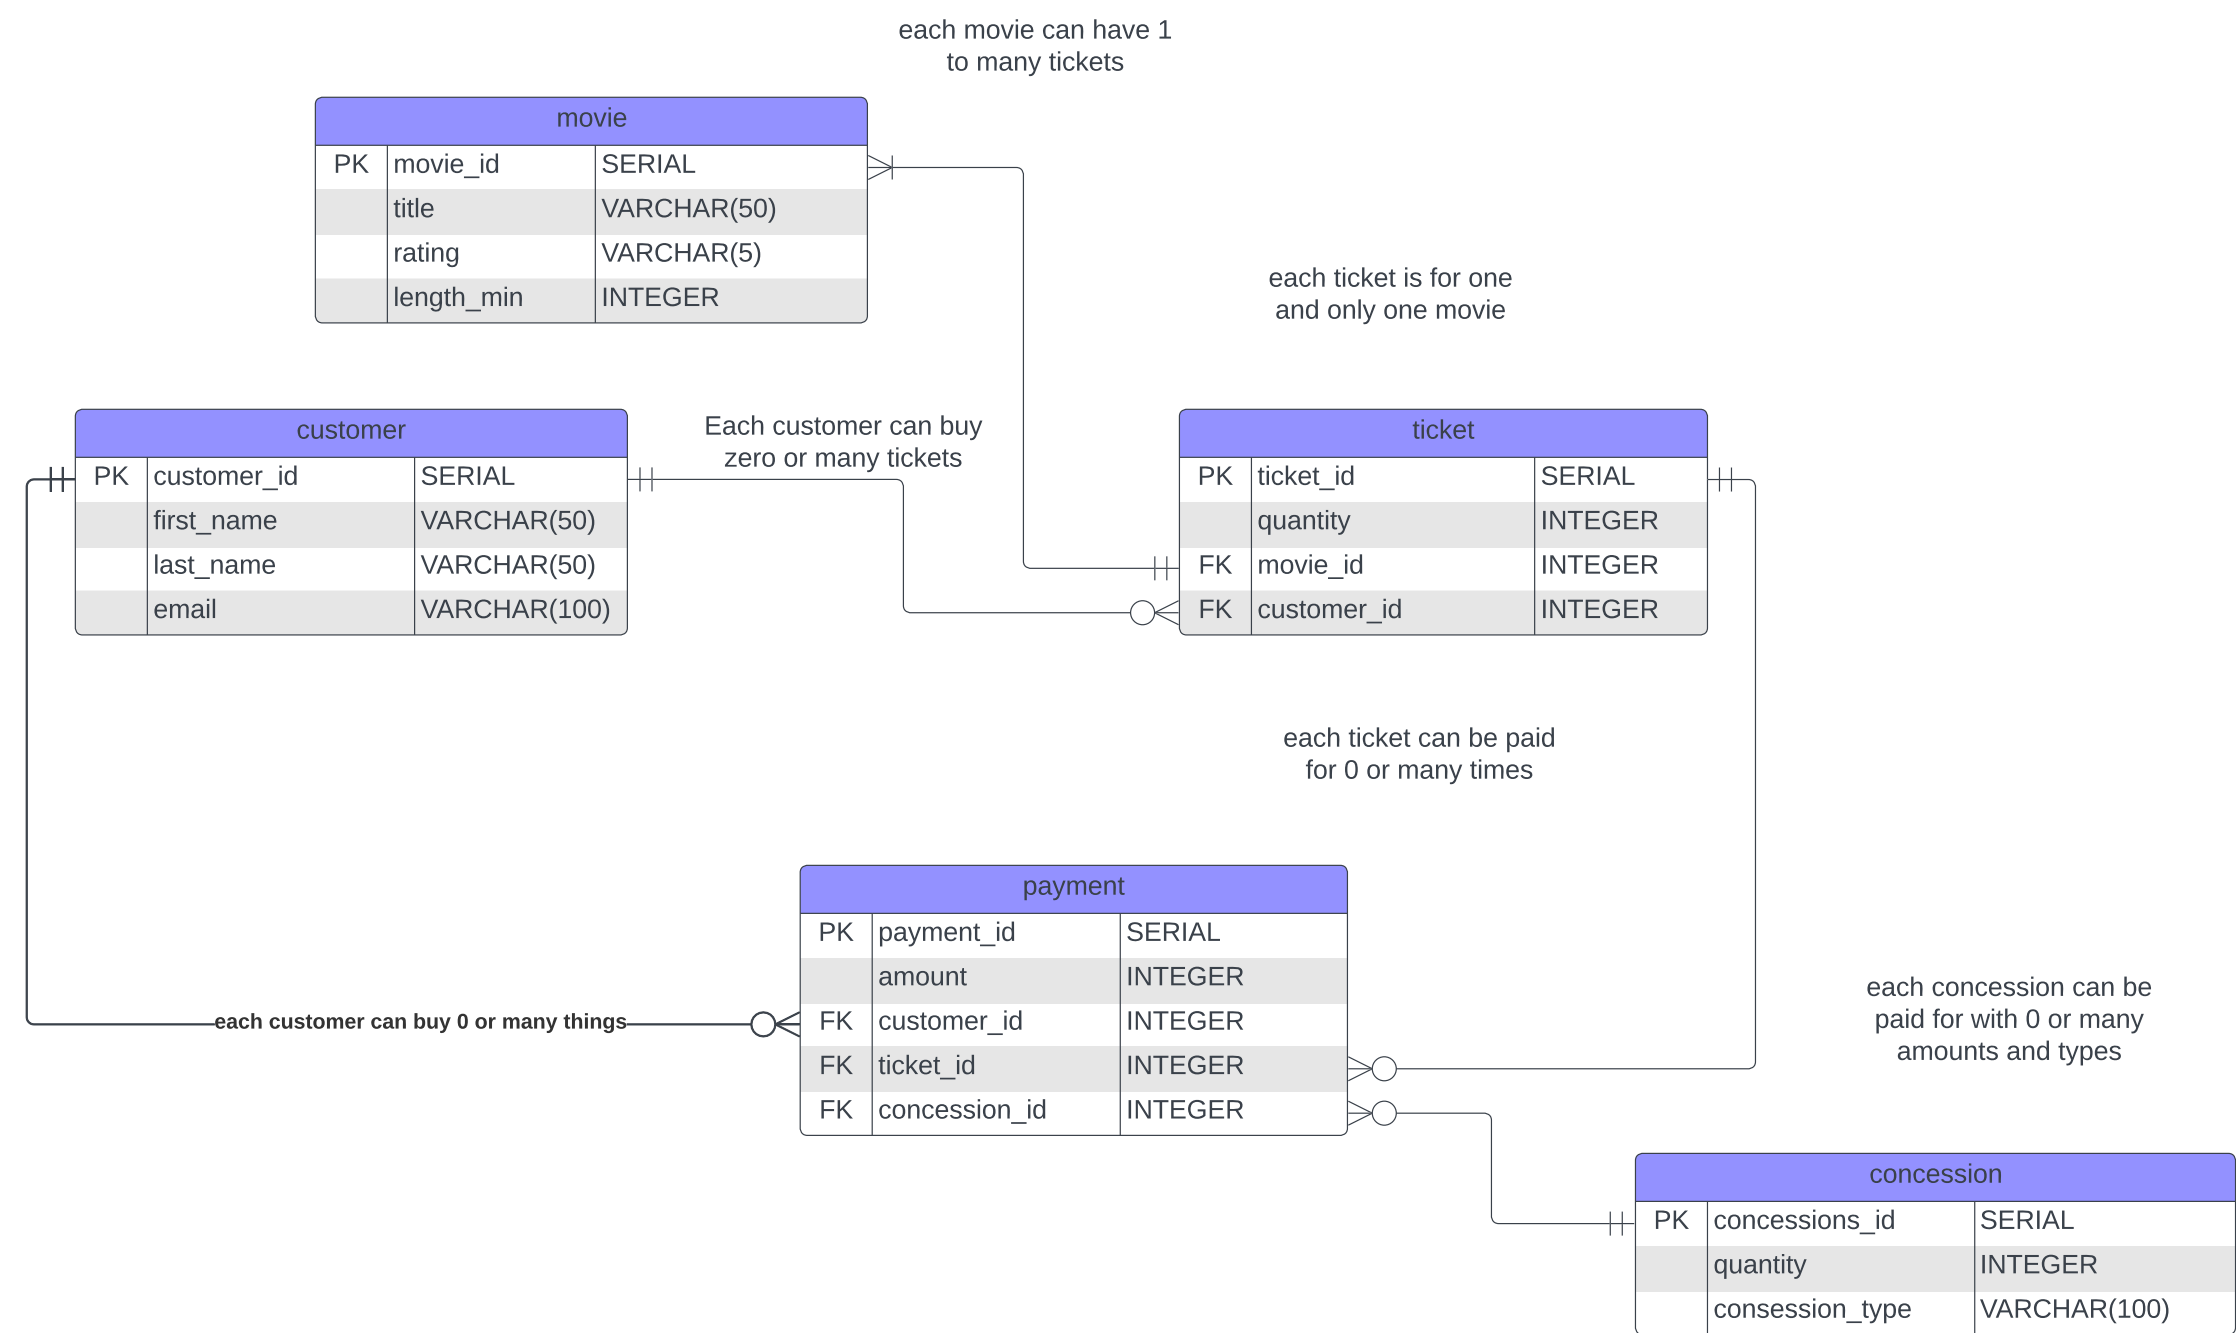 each movie can have 1
to many tickets
movie
PK movie_id SERIAL
title VARCHAR(50)
rating VARCHAR(5)
length_min INTEGER
each ticket is for one
and only one movie
customer
PK customer_id SERIAL
first_name VARCHAR(50)
last_name VARCHAR(50)
email VARCHAR(100)
Each customer can buy
zero or many tickets
ticket
PK ticket_id SERIAL
quantity INTEGER
FK movie_id INTEGER
FK customer_id INTEGER
each ticket can be paid
for 0 or many times
payment
PK payment_id SERIAL
amount INTEGER
FK customer_id INTEGER
FK ticket_id INTEGER
FK concession_id INTEGER
each customer can buy 0 or many things
each concession can be
paid for with 0 or many
amounts and types
concession
PK concessions_id SERIAL
quantity INTEGER
consession_type VARCHAR(100)